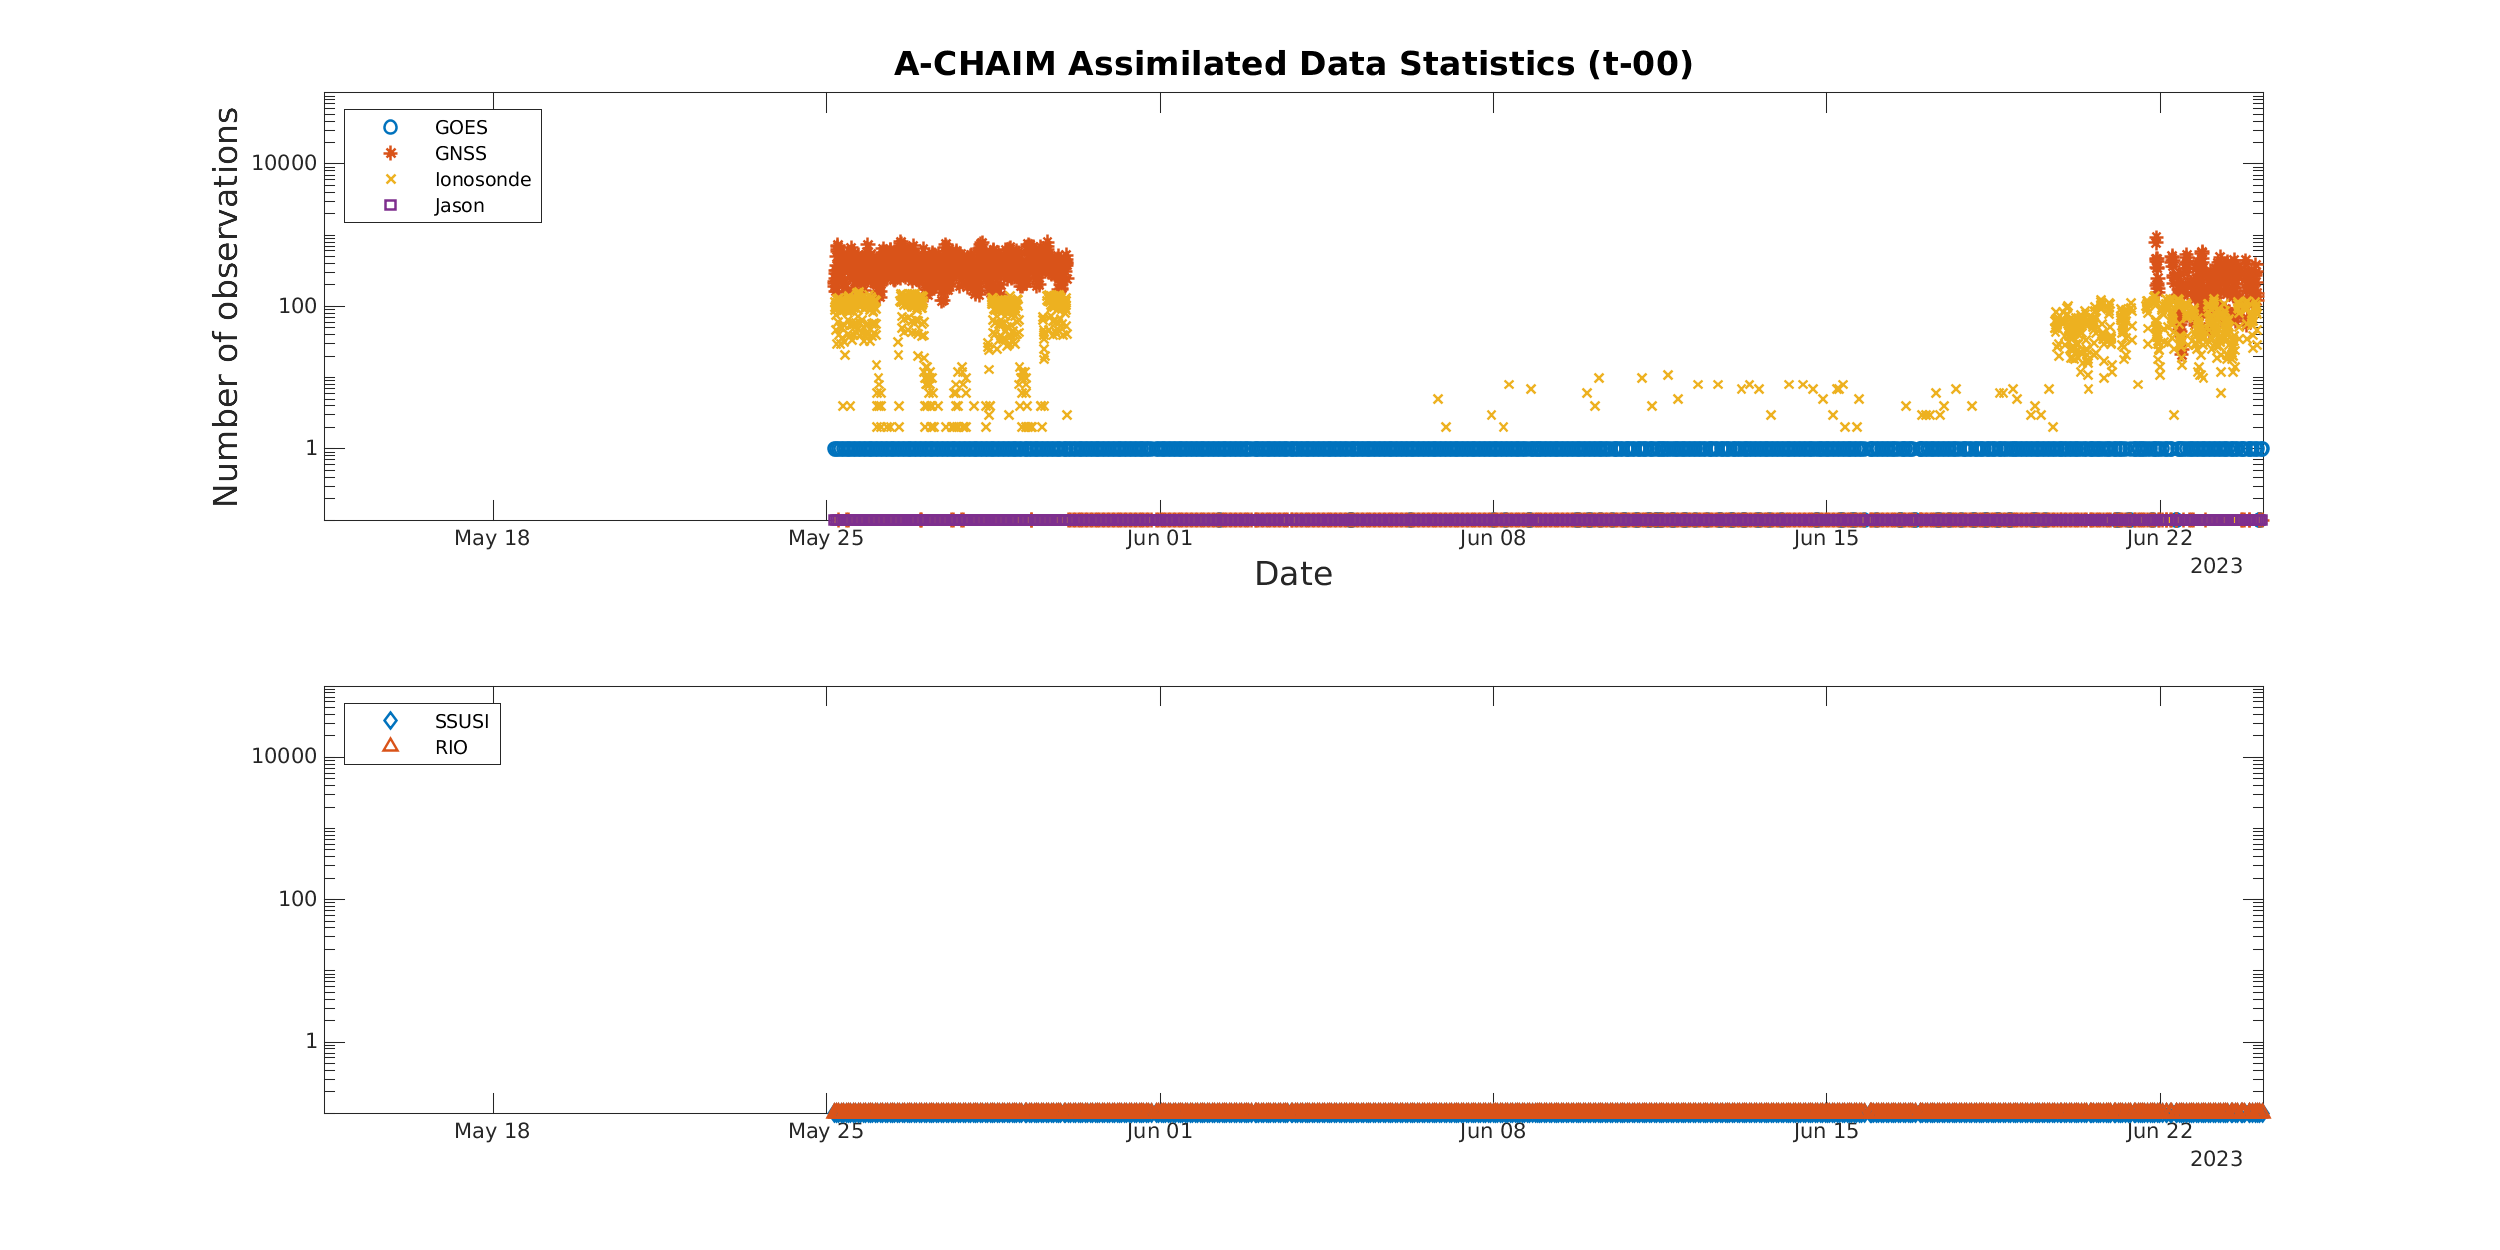 A-CHAIM Assimilated Data Statistics (t-00)
Number of observations
GOES
GNSS
Ionosonde
Jason
10000
100
1
May 18
May 25
Jun 01
Jun 08
Jun 15
Jun 22
2023
Date
SSUSI
RIO
10000
100
1
May 18
May 25
Jun 01
Jun 08
Jun 15
Jun 22
2023